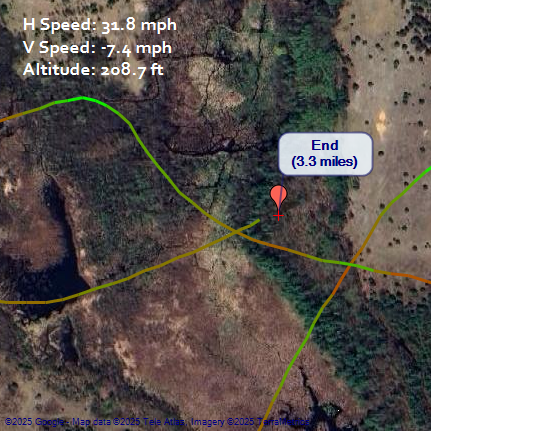 H Speed: 31.8 mph
V Speed: -7.4 mph
Altitude: 208.7 ft
End
(3.3 miles)
©2025 Google - Map data ©2025 Tele Atlas, Imagery ©2025 TerraMetrics